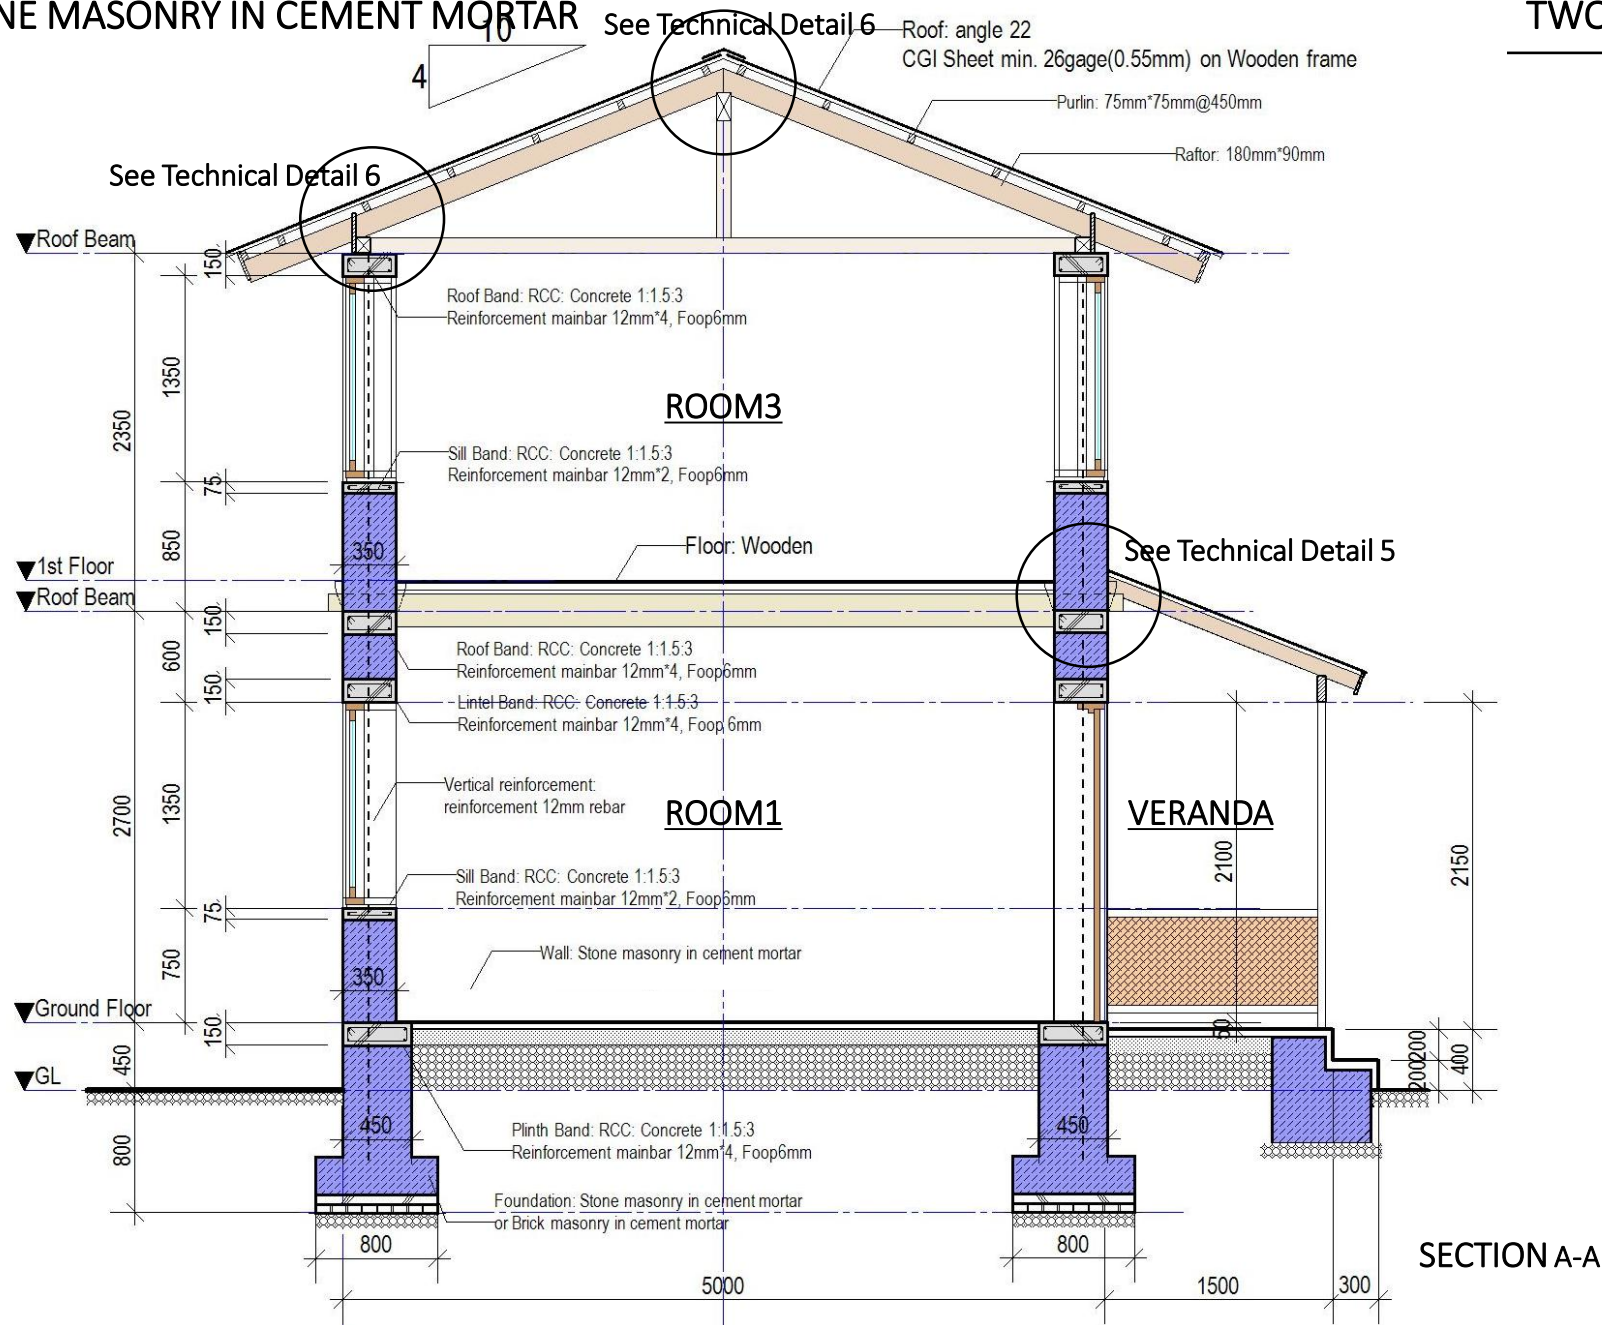 NE MASONRY IN CEMENT MORTAR
TWO
10
4
See Technical Detail 6
Roof: angle 22
CGI Sheet min. 26gage(0.55mm) on Wooden frame
Purlin: 75mm*75mm@450mm
Raftor: 180mm*90mm
See Technical Detail 6
Roof Beam
150
Roof Band: RCC: Concrete 1:1.5:3
Reinforcement mainbar 12mm*4, Foop6mm
1350
2350
ROOM3
Sill Band: RCC: Concrete 1:1.5:3
Reinforcement mainbar 12mm*2, Foop6mm
75
850
350
Floor: Wooden
See Technical Detail 5
1st Floor
Roof Beam
150
600
150
Roof Band: RCC: Concrete 1:1.5:3
Reinforcement mainbar 12mm*4, Foop6mm
Lintel Band: RCC: Concrete 1:1.5:3
Reinforcement mainbar 12mm*4, Foop 6mm
Vertical reinforcement:
reinforcement 12mm rebar
2700
1350
ROOM1
VERANDA
2100
2150
Sill Band: RCC: Concrete 1:1.5:3
Reinforcement mainbar 12mm*2, Foop6mm
75
750
350
Wall: Stone masonry in cement mortar
Ground Floor
150
50
450
200
200
400
GL
800
450
450
Plinth Band: RCC: Concrete 1:1.5:3
Reinforcement mainbar 12mm*4, Foop6mm
Foundation: Stone masonry in cement mortar
or Brick masonry in cement mortar
800
800
SECTION A-A
5000
1500
300